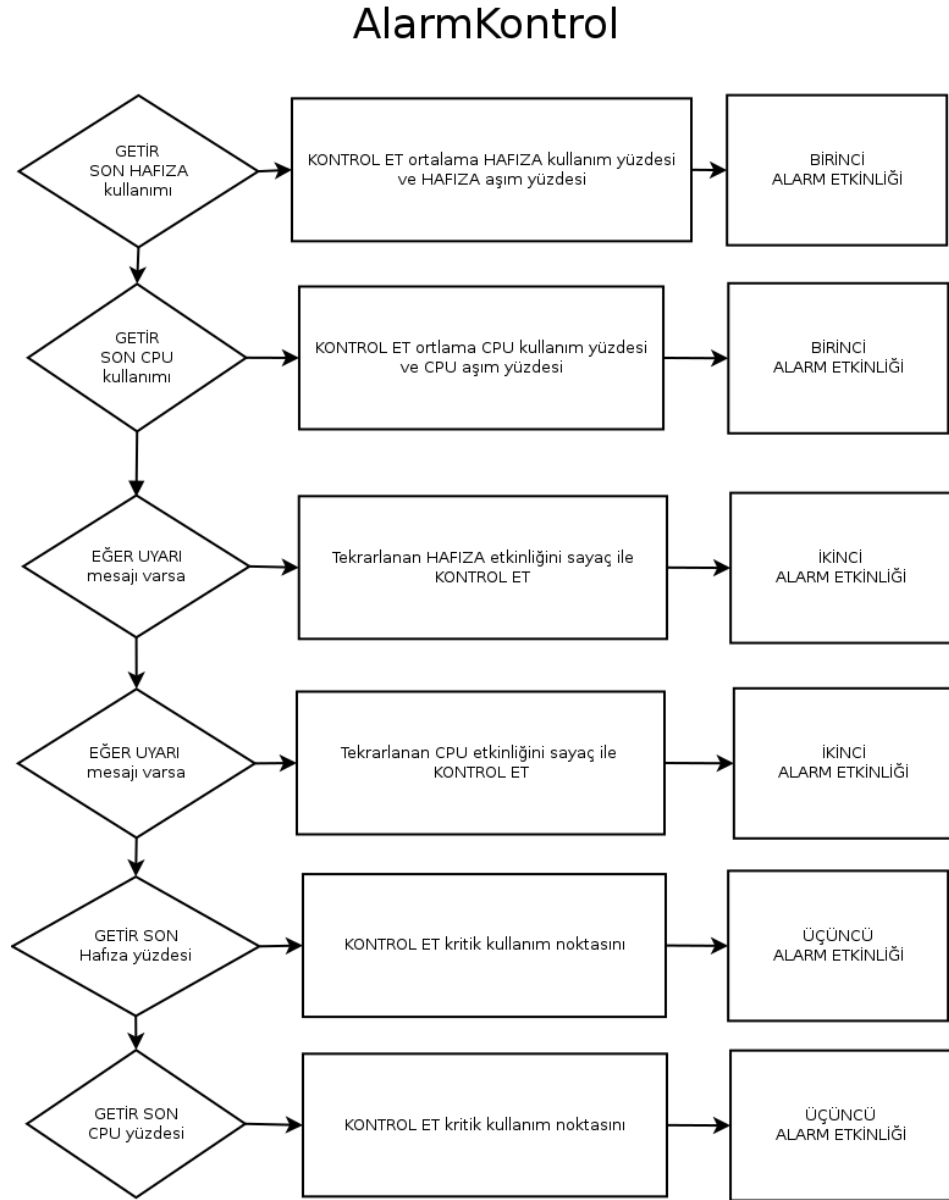 AlarmKontrol
GETİR
SON HAFIZA
kullanımı
KONTROL ET ortalama HAFIZA kullanım yüzdesi
ve HAFIZA aşım yüzdesi
BİRİNCİ
ALARM ETKİNLİĞİ
GETİR
SON CPU
kullanımı
KONTROL ET ortlama CPU kullanım yüzdesi
ve CPU aşım yüzdesi
BİRİNCİ
ALARM ETKİNLİĞİ
EĞER UYARI
mesajı varsa
Tekrarlanan HAFIZA etkinliğini sayaç ile
KONTROL ET
İKİNCİ
ALARM ETKİNLİĞİ
EĞER UYARI
mesajı varsa
Tekrarlanan CPU etkinliğini sayaç ile
KONTROL ET
İKİNCİ
ALARM ETKİNLİĞİ
GETİR SON
Hafıza yüzdesi
KONTROL ET kritik kullanım noktasını
ÜÇÜNCÜ
ALARM ETKİNLİĞİ
GETİR SON
CPU yüzdesi
KONTROL ET kritik kullanım noktasını
ÜÇÜNCÜ
ALARM ETKİNLİĞİ